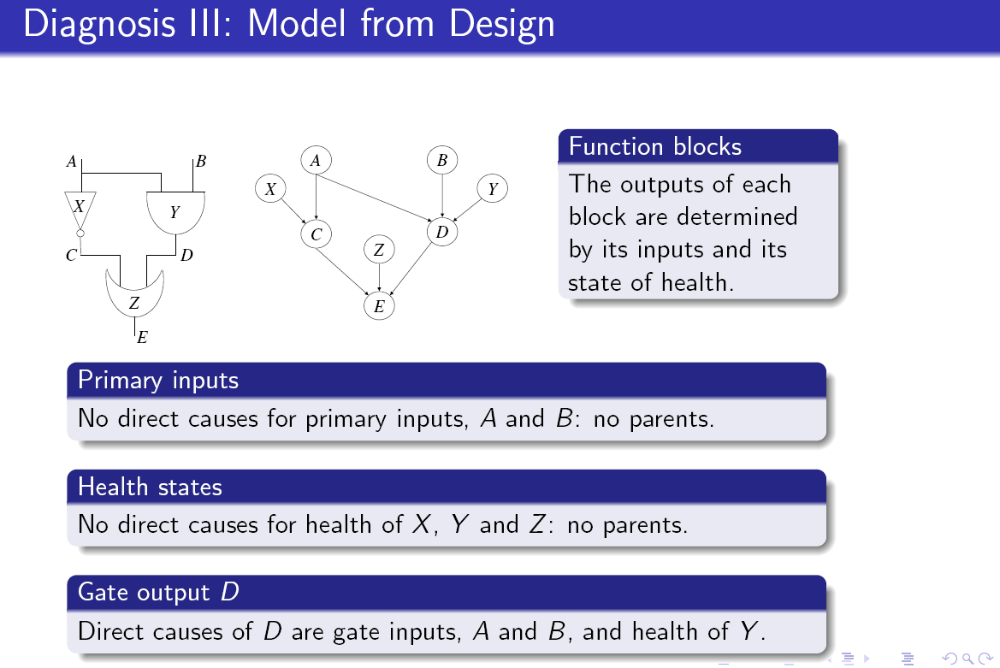 Diagnosis III: Model from Design
A
B
X
Y
C
D
Z
E
A
B
X
Y
C
D
Z
E
Function blocks
The outputs of each
block are determined
by its inputs and its
state of health.
Primary inputs
No direct causes for primary inputs, A and B: no parents.
Health states
No direct causes for health of X, Y and Z: no parents.
Gate output D
Direct causes of D are gate inputs, A and B, and health of Y.